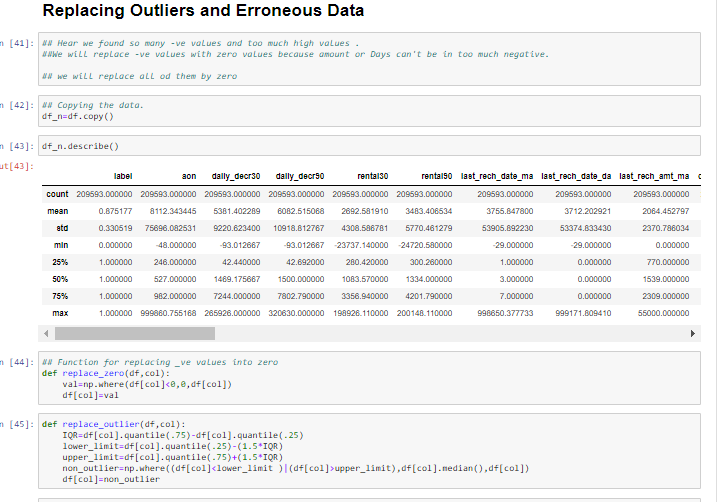 Replacing Outliers and Erroneous Data
n [41]: ## Hear we found so many -ve values and too much high values .
##We will replace -ve values with zero values because amount or Days can't be in too much negative.
## we will replace all od them by zero
n [42]: ## Copying the data.
df_n=df.copy()
n [43]: df_n.describe()
ut[43]:
label aon daily_decr30 daily_decr90 rental30 rental90 last_rech_date_ma last_rech_date_da last_rech_amt_ma c
count 209593.000000 209593.000000 209593.000000 209593.000000 209593.000000 209593.000000 209593.000000 209593.000000 209593.000000
mean 0.875177 8112.343445 5381.402289 6082.515068 2692.581910 3483.406534 3755.847800 3712.202921 2064.452797
std 0.330519 75696.082531 9220.623400 10918.812767 4308.586781 5770.461279 53905.892230 53374.833430 2370.786034
min 0.000000 -48.000000 -93.012667 -93.012667 -23737.140000 -24720.580000 -29.000000 -29.000000 0.000000
25% 1.000000 246.000000 42.440000 42.692000 280.420000 300.260000 1.000000 0.000000 770.000000
50% 1.000000 527.000000 1469.175667 1500.000000 1083.570000 1334.000000 3.000000 0.000000 1539.000000
75% 1.000000 982.000000 7244.000000 7802.790000 3356.940000 4201.790000 7.000000 0.000000 2309.000000
max 1.000000 999860.755168 265926.000000 320630.000000 198926.110000 200148.110000 998650.377733 999171.809410 55000.000000
n [44]: ## Function for replacing _ve values into zero
def replace_zero(df,col):
val=np.where(df[col]<0,0,df[col])
df[col]=val
n [45]: def replace_outlier(df,col):
IQR=df[col].quantile(.75)-df[col].quantile(.25)
lower_limit=df[col].quantile(.25)-(1.5*IQR)
upper_limit=df[col].quantile(.75)+(1.5*IQR)
non_outlier=np.where((df[col]<lower_limit )|(df[col]>upper_limit),df[col].median(),df[col])
df[col]=non_outlier